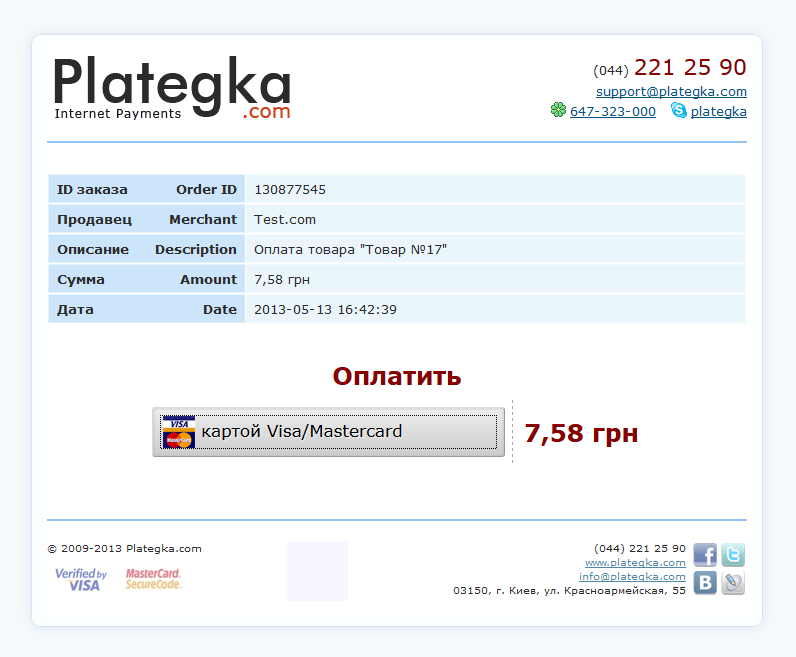 Plategka
.com
Internet Payments
(044) 221 25 90
support@plategka.com
647-323-000 plategka
ID заказа Order ID 130877545
Продавец Merchant Test.com
Описание Description Оплата товара "Товар №17"
Сумма Amount 7,58 грн
Дата Date 2013-05-13 16:42:39
Оплатить
VISA MasterCard картой Visa/Mastercard 7,58 грн
© 2009-2013 Plategka.com
Verified by VISA
MasterCard. SecureCode.
(044) 221 25 90
www.plategka.com
info@plategka.com
03150, г. Киев, ул. Красноармейская, 55